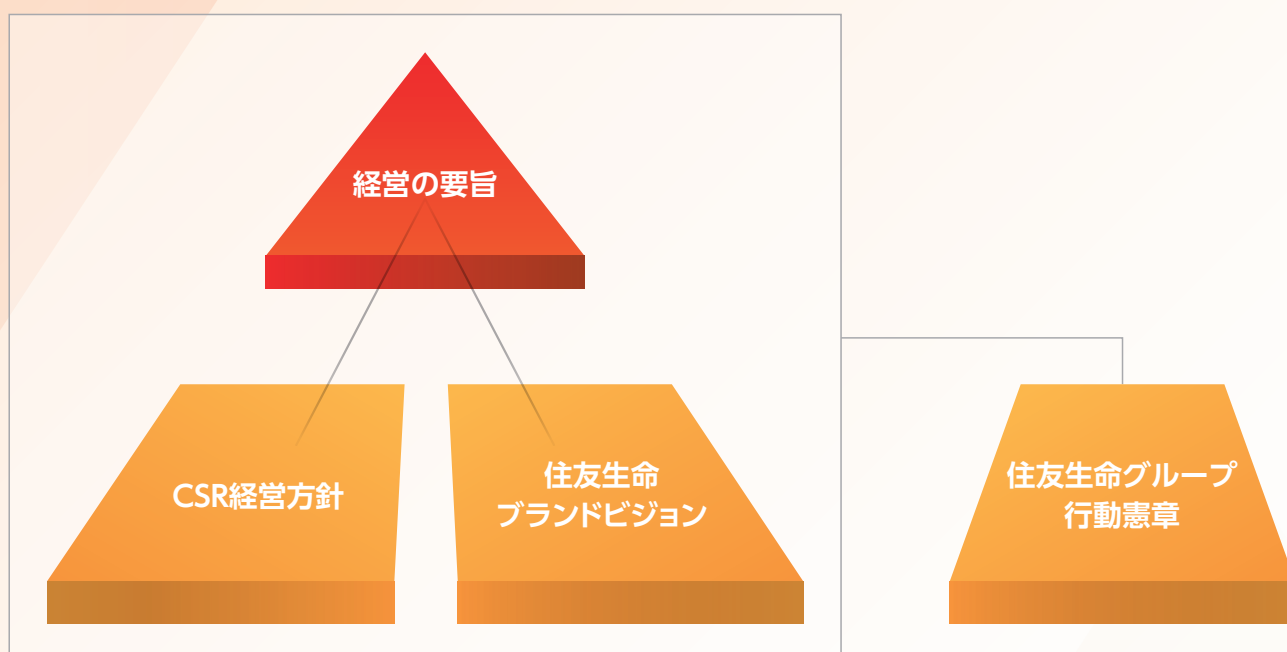 経営の要旨
CSR経営方針
住友生命
ブランドビジョン
住友生命グループ
行動憲章